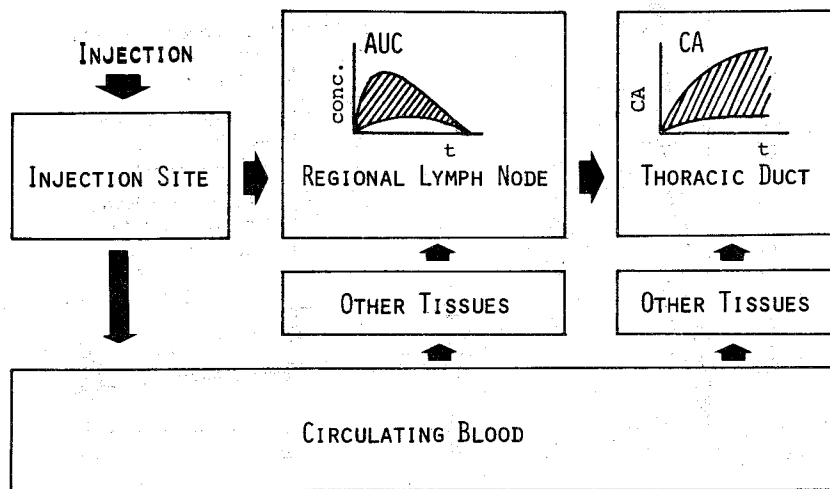 INJECTION
INJECTION SITE
AUC
conc.
t
REGIONAL LYMPH NODE
CA
CA
t
THORACIC DUCT
OTHER TISSUES
OTHER TISSUES
CIRCULATING BLOOD